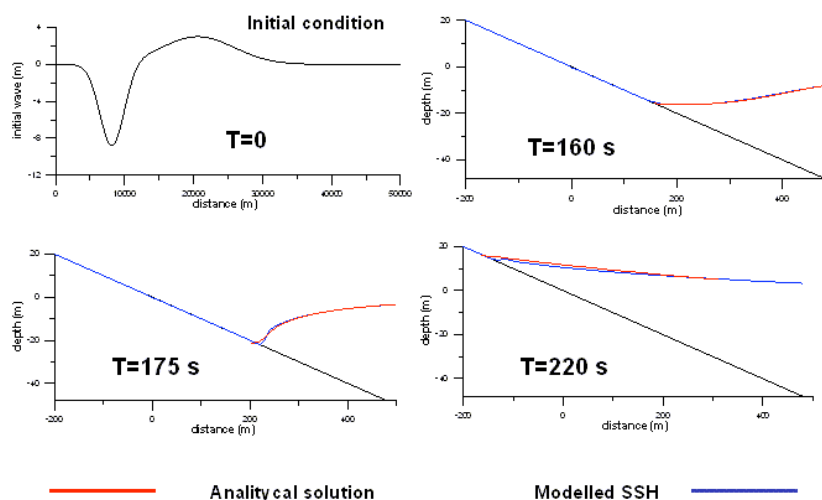 Initial condition
4
0
-4
-8
-12
initial wave (m)
T=0
0
10000
20000
30000
40000
50000
distance (m)
20
0
-20
-40
depth (m)
T=160 s
-200
0
200
400
distance (m)
20
0
-20
-40
depth (m)
T=175 s
-200
0
200
400
distance (m)
20
0
-20
-40
depth (m)
T=220 s
-200
0
200
400
distance (m)
Analitycal solution
Modelled SSH